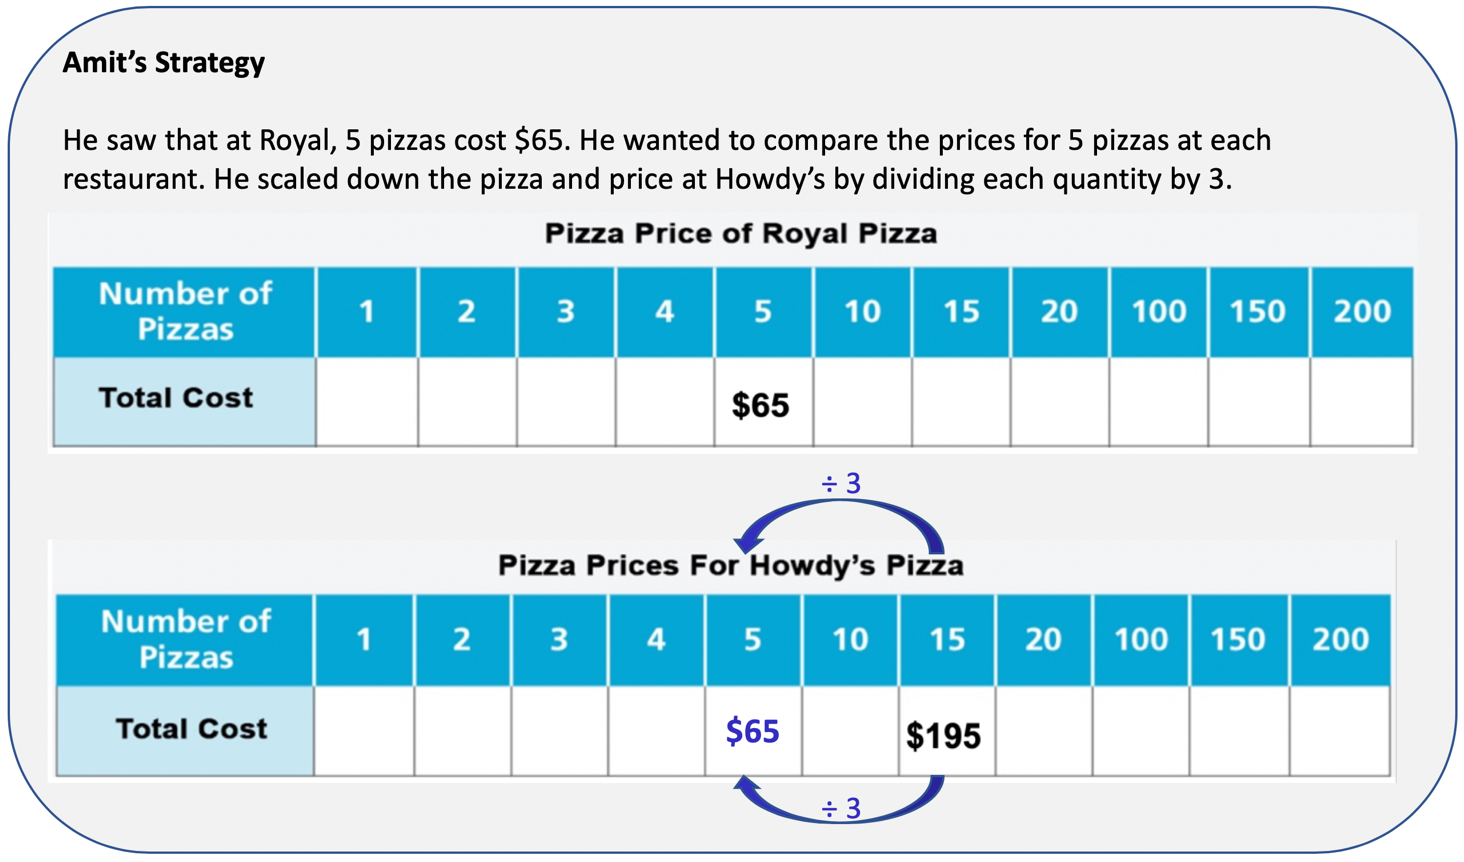 Amit’s Strategy
He saw that at Royal, 5 pizzas cost $65. He wanted to compare the prices for 5 pizzas at each
restaurant. He scaled down the pizza and price at Howdy’s by dividing each quantity by 3.
Pizza Price of Royal Pizza
Number of Pizzas 1 2 3 4 5 10 15 20 100 150 200
Total Cost $65
÷ 3
Pizza Prices For Howdy’s Pizza
Number of Pizzas 1 2 3 4 5 10 15 20 100 150 200
Total Cost $65 $195
÷ 3